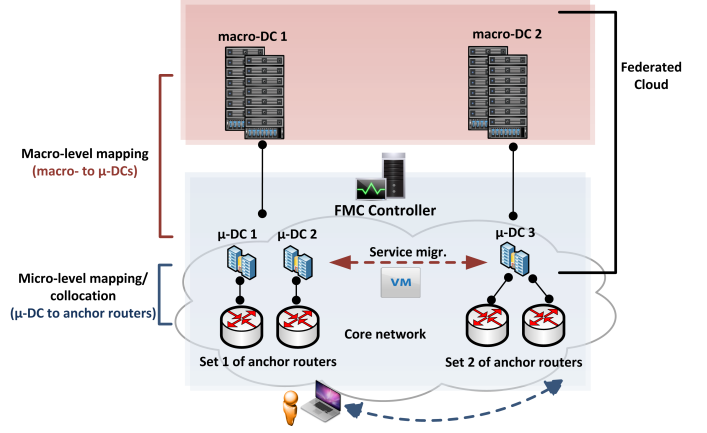 macro-DC 1
macro-DC 2
Federated
Cloud
Macro-level mapping
(macro- to µ-DCs)
FMC Controller
µ-DC 1
µ-DC 2
µ-DC 3
Service migr.
VM
Micro-level mapping/
collocation
(µ-DC to anchor routers)
Core network
Set 1 of anchor routers
Set 2 of anchor routers